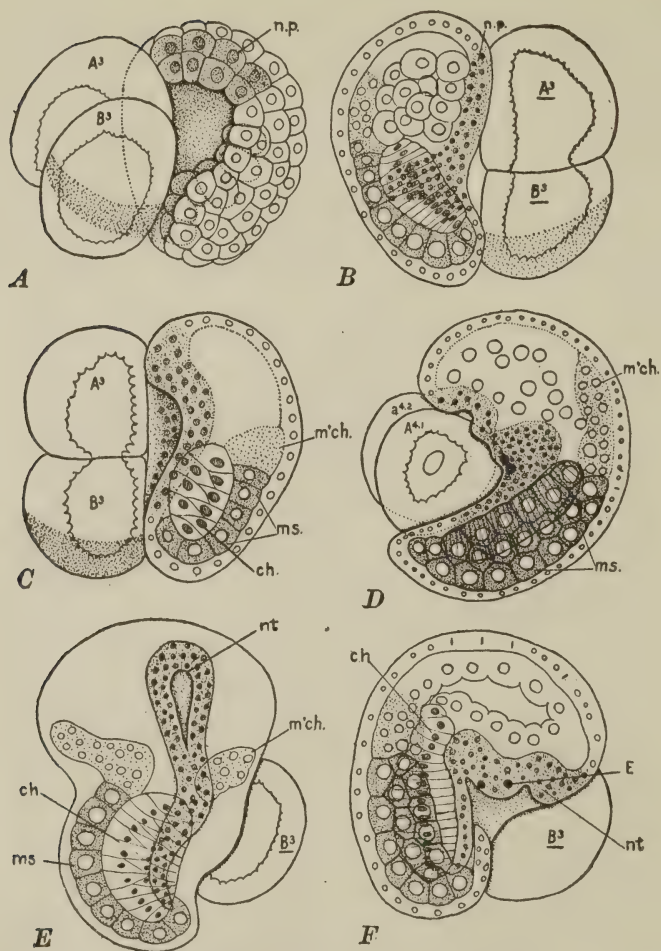 n.p.
A³
B³
A
n.p.
A³
B³
B
A³
B³
m'ch.
ms.
ch.
C
a⁴·²
A⁴·¹
m'ch.
ms.
D
nt
m'ch.
ch.
ms
B³
E
ch.
E
B³
nt
F